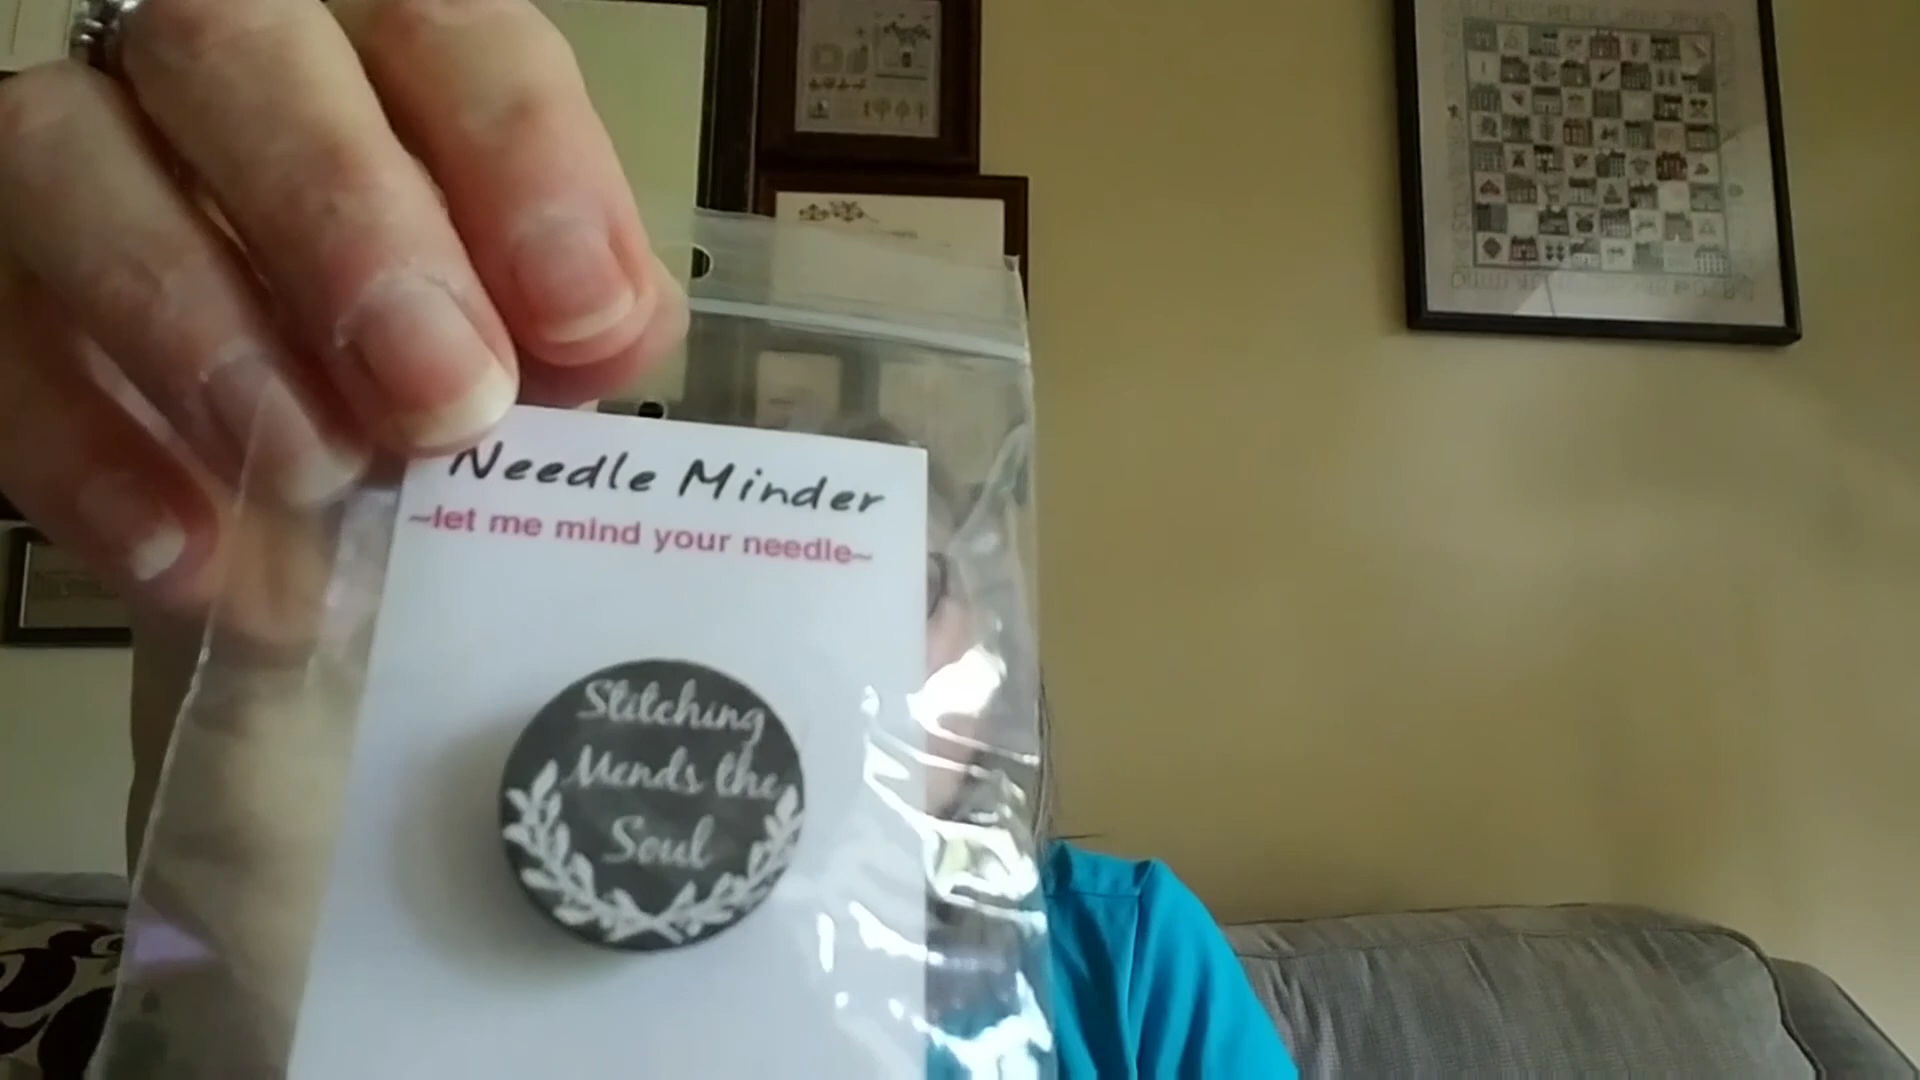 Needle Minder
~let me mind your needle~
Stitching
Mends the
Soul